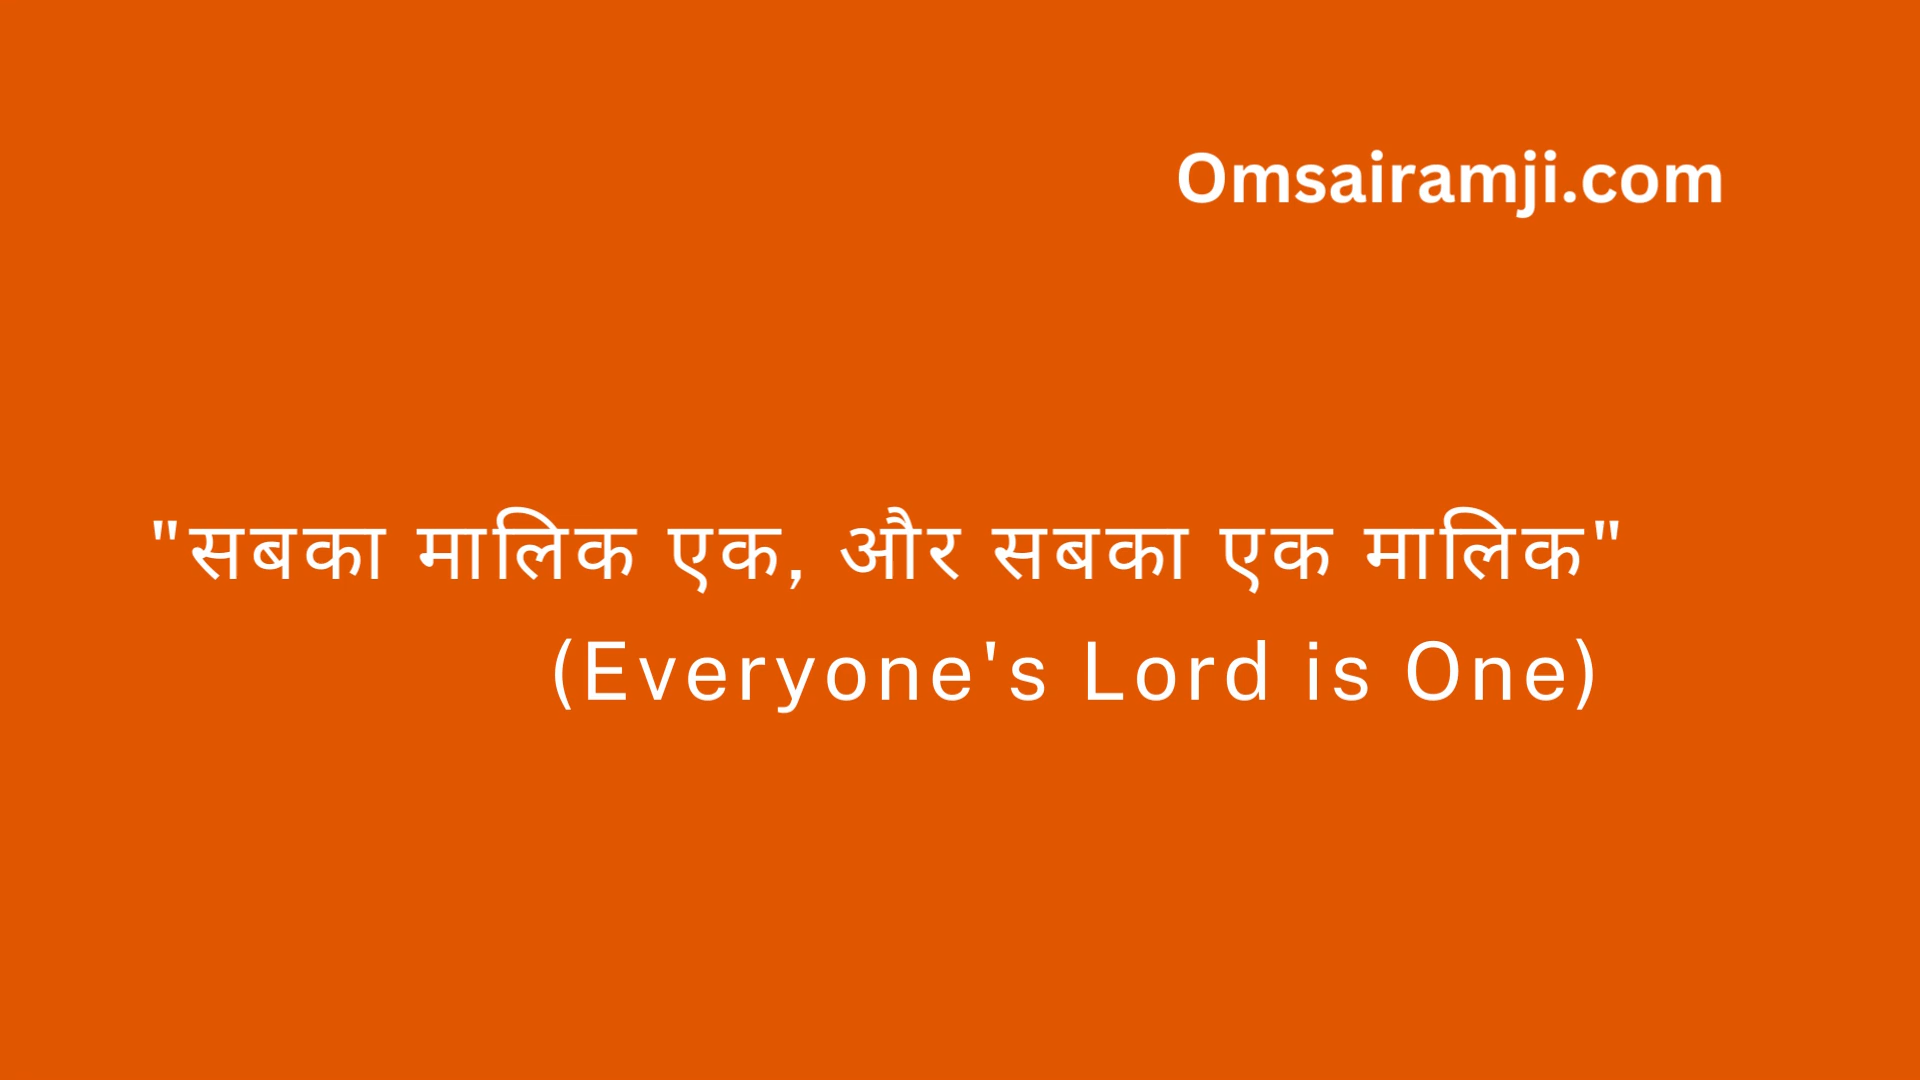 Omsairamji.com
"सबका मालिक एक, और सबका एक मालिक"
(Everyone's Lord is One)